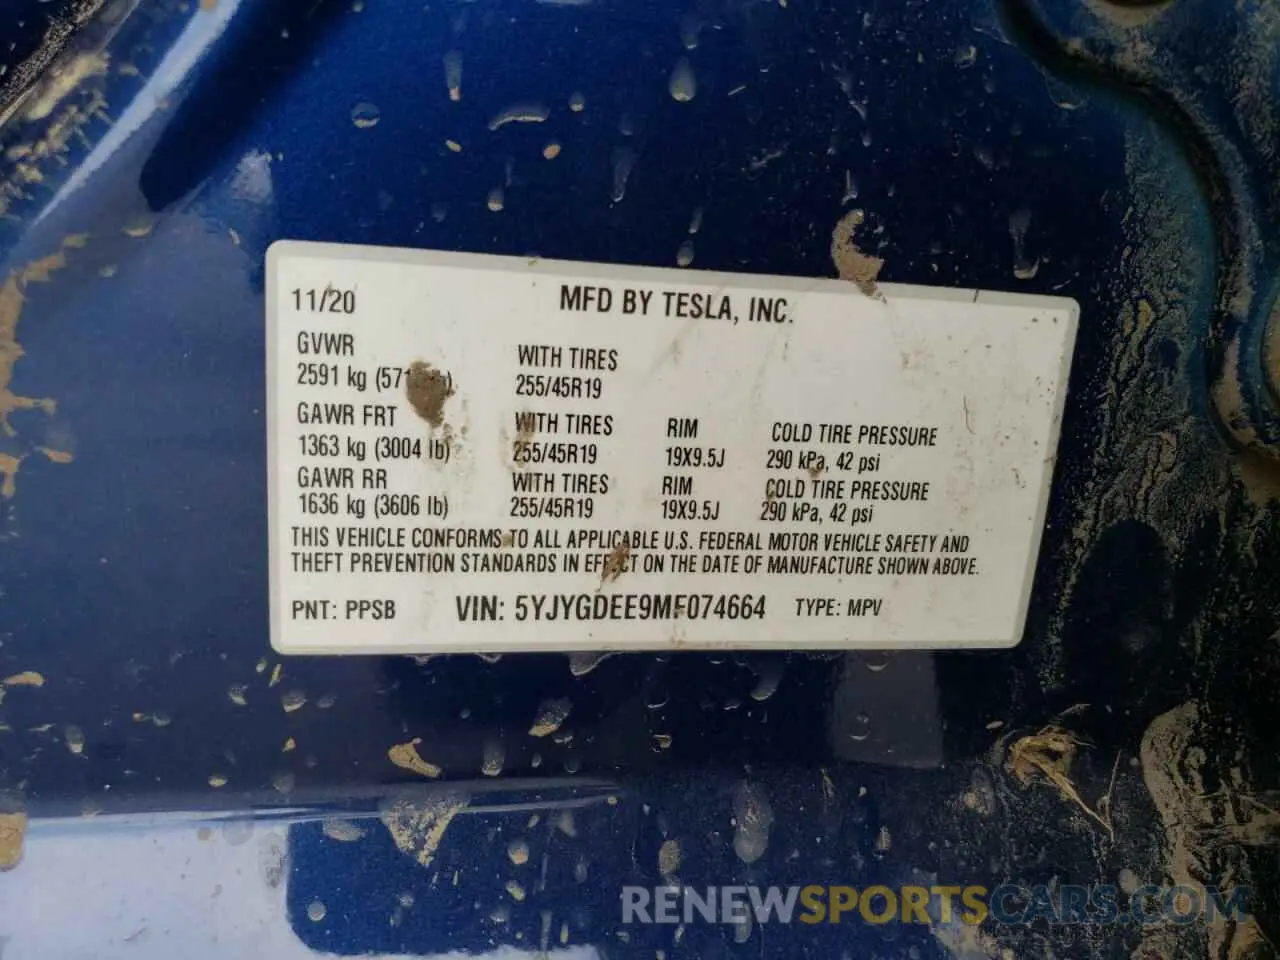 11/20 MFD BY TESLA, INC.
GVWR WITH TIRES
2591 kg 255/45R19
GAWR FRT WITH TIRES RIM COLD TIRE PRESSURE
1363 kg (3004 lb) 255/45R19 19X9.5J 290 kPa, 42 psi
GAWR RR WITH TIRES RIM COLD TIRE PRESSURE
1636 kg (3606 lb) 255/45R19 19X9.5J 290 kPa, 42 psi
THIS VEHICLE CONFORMS TO ALL APPLICABLE U.S. FEDERAL MOTOR VEHICLE SAFETY AND
THEFT PREVENTION STANDARDS IN EFFECT ON THE DATE OF MANUFACTURE SHOWN ABOVE.
PNT: PPSB VIN: 5YJYGDEE9MF074664 TYPE: MPV
RENEWSPORTSCARS.COM